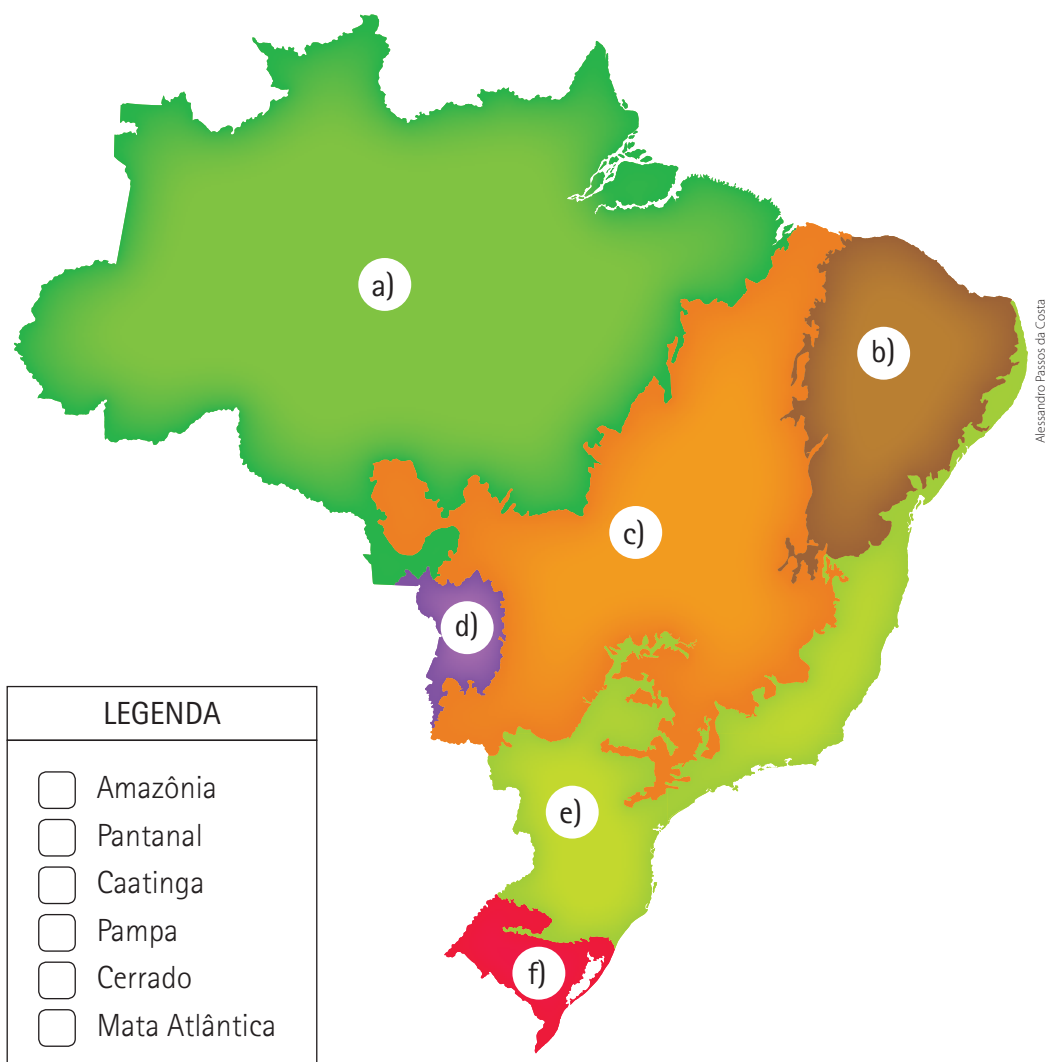 a)
b)
c)
d)
e)
f)
Alessandro Passos da Costa
LEGENDA
Amazônia
Pantanal
Caatinga
Pampa
Cerrado
Mata Atlântica